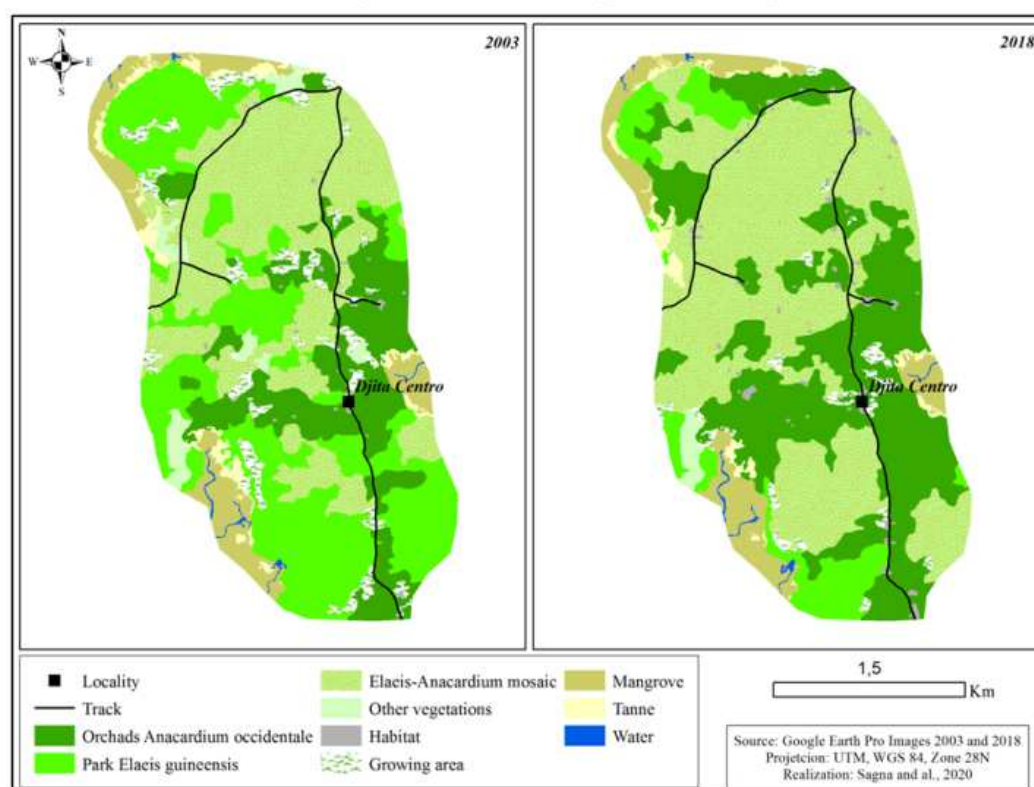 2003
N
W E
S
Djita Centro
2018
Djita Centro
Locality
Track
Orchads Anacardium occidentale
Park Elaeis guineensis
Elaeis-Anacardium mosaic
Other vegetations
Habitat
Growing area
Mangrove
Tanne
Water
1,5
Km
Source: Google Earth Pro Images 2003 and 2018
Projetcion: UTM, WGS 84, Zone 28N
Realization: Sagna and al., 2020